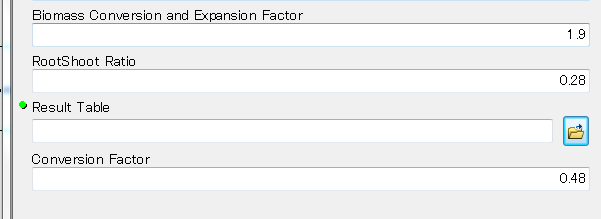 Biomass Conversion and Expansion Factor
1.9
RootShoot Ratio
0.28
Result Table
Conversion Factor
0.48